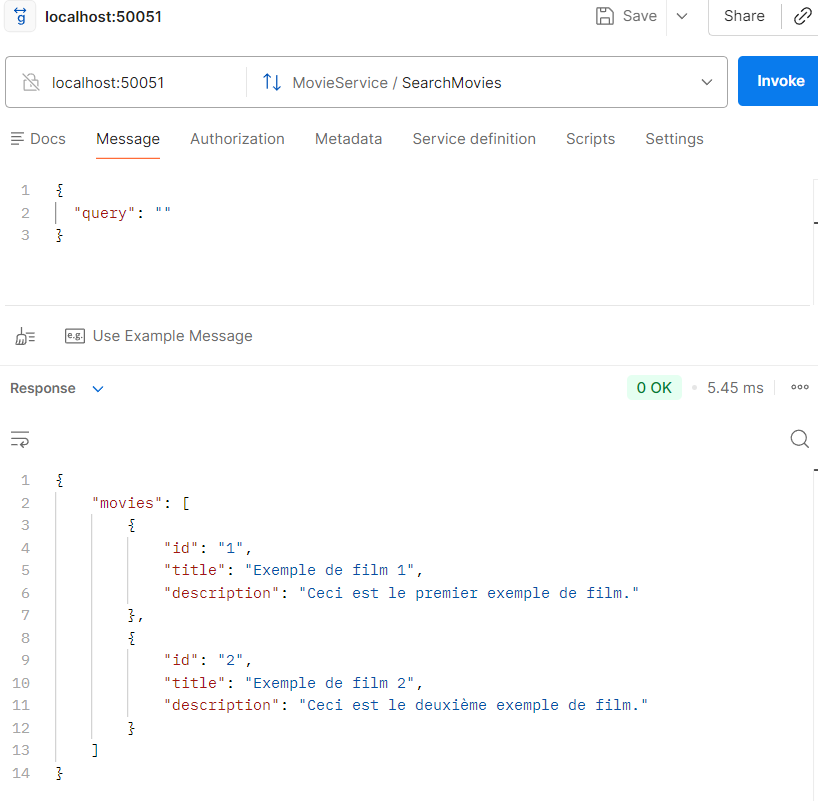 g localhost:50051 Save Share
localhost:50051 MovieService / SearchMovies Invoke
Docs Message Authorization Metadata Service definition Scripts Settings
1 {
2 "query": ""
3 }
e.g. Use Example Message
Response 0 OK 5.45 ms
1 {
2 "movies": [
3 {
4 "id": "1",
5 "title": "Exemple de film 1",
6 "description": "Ceci est le premier exemple de film."
7 },
8 {
9 "id": "2",
10 "title": "Exemple de film 2",
11 "description": "Ceci est le deuxième exemple de film."
12 }
13 ]
14 }